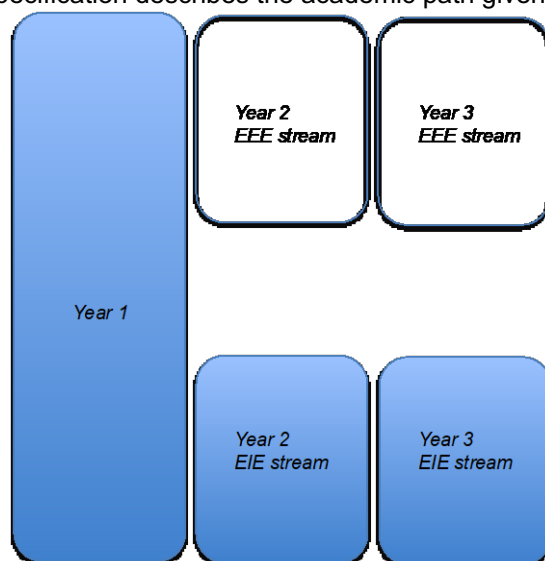 ecification describes the academic path given
Year 2
EEE stream
Year 3
EEE stream
Year 1
Year 2
EIE stream
Year 3
EIE stream